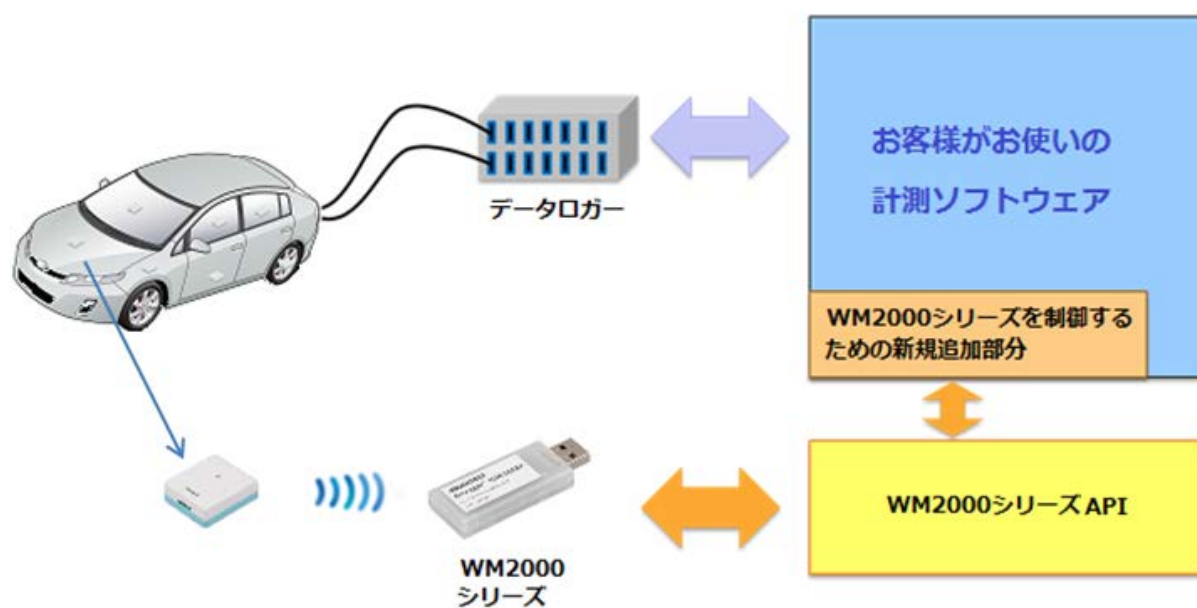 お客様がお使いの
計測ソフトウェア
データロガー
WM2000シリーズを制御する
ための新規追加部分
WM2000シリーズ API
WM2000
シリーズ